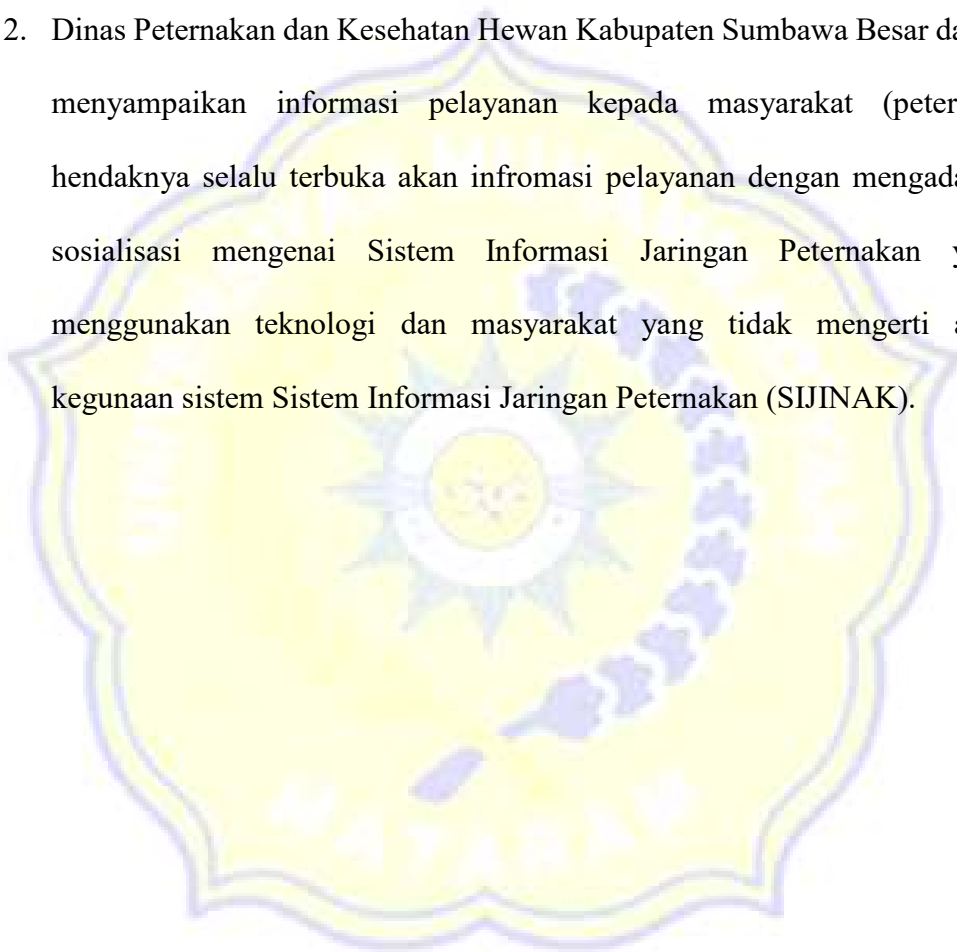 2. Dinas Peternakan dan Kesehatan Hewan Kabupaten Sumbawa Besar da
menyampaikan informasi pelayanan kepada masyarakat (peter
hendaknya selalu terbuka akan infromasi pelayanan dengan mengada
sosialisasi mengenai Sistem Informasi Jaringan Peternakan y
menggunakan teknologi dan masyarakat yang tidak mengerti a
kegunaan sistem Sistem Informasi Jaringan Peternakan (SIJINAK).
MATARAM